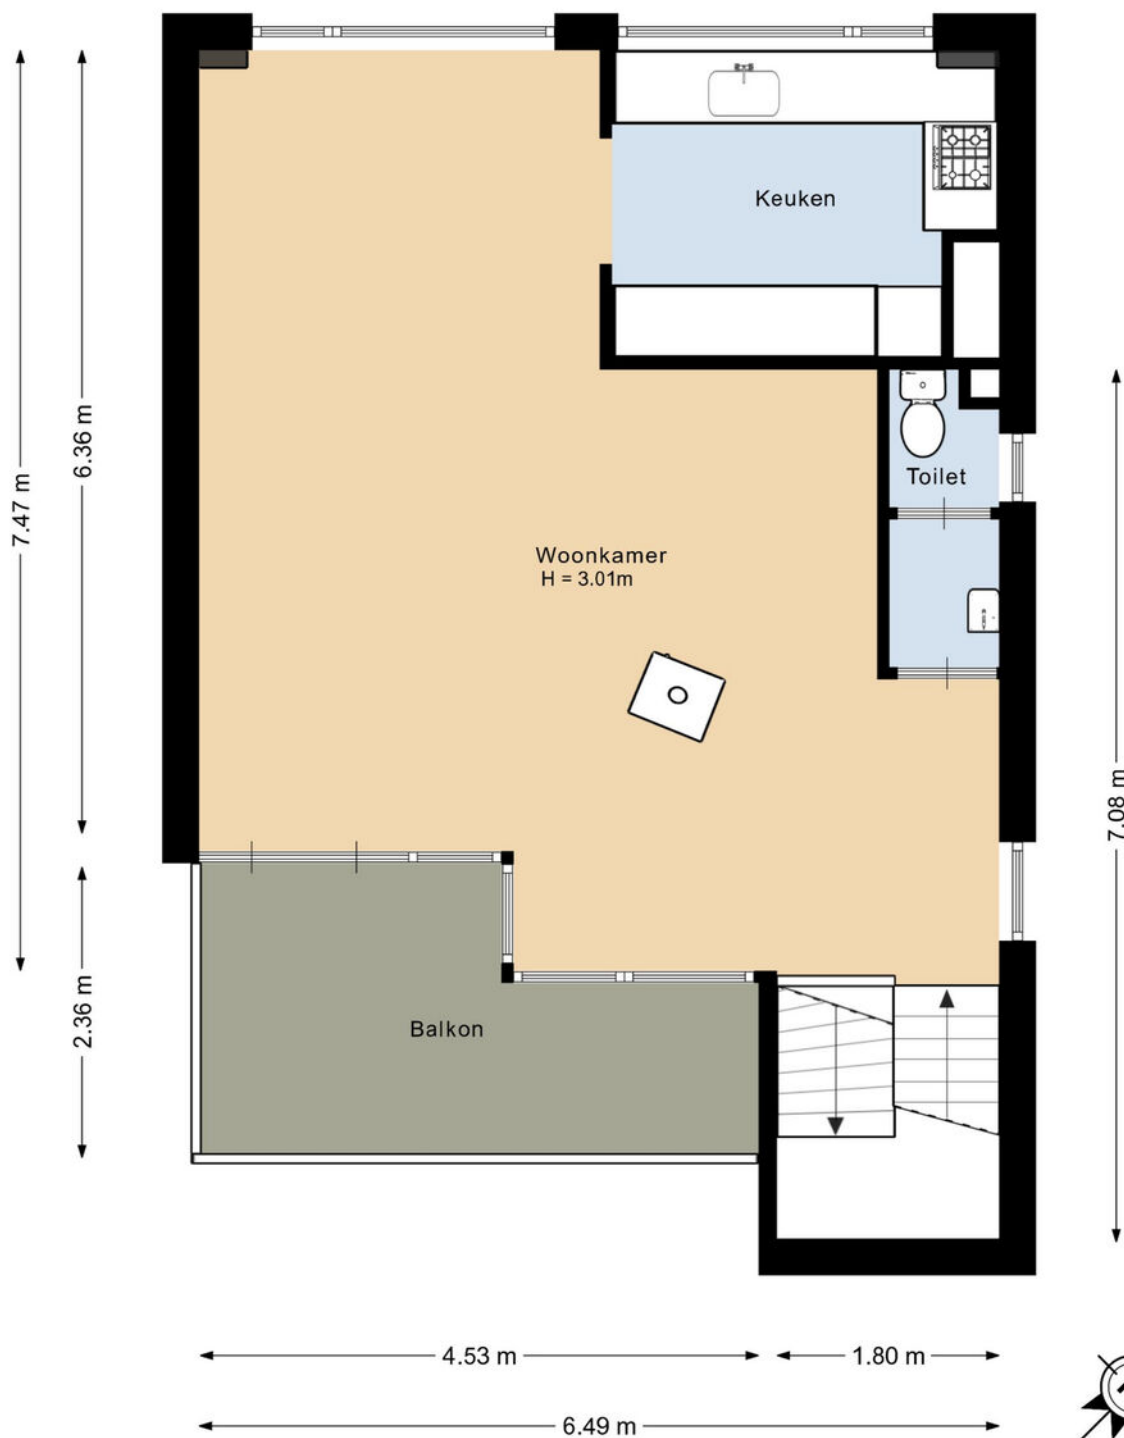 Keuken
6.36 m
7.47 m
Toilet
Woonkamer
H = 3.01m
7.08 m
2.36 m
Balkon
4.53 m
1.80 m
6.49 m